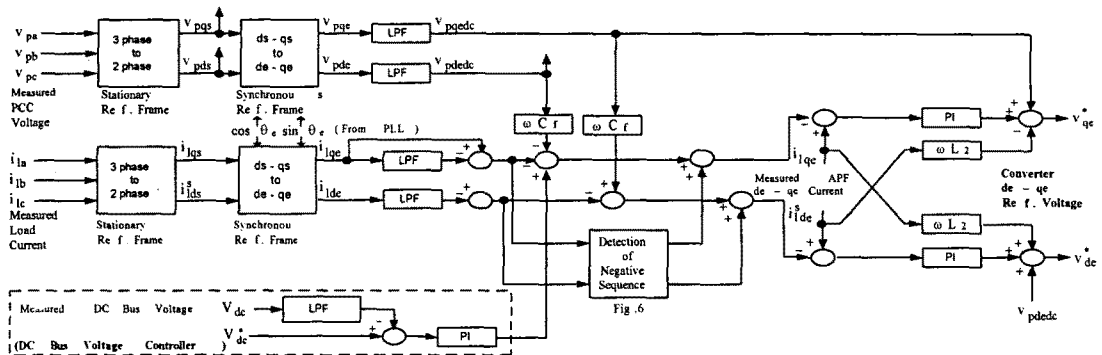 v pa
v pb
v pc
Measured
PCC
Voltage
3 phase
to
2 phase
Stationary
Re f . Frame
v pqs
v pds
ds - qs
to
de - qe
Synchronou s
Re f . Frame
v pqe
v pde
LPF
LPF
v pqedc
v pdedc
ω C f
ω C f
cos θ e sin θ e ( From PLL )
i la
i lb
i lc
Measured
Load
Current
3 phase
to
2 phase
Stationary
Re f . Frame
i lqs
i s lds
ds - qs
to
de - qe
Synchronou
Re f . Frame
i lqe
i lde
LPF
LPF
Detection
of
Negative
Sequence
Fig .6
i lqe
Measured APF
de - qe Current
i s lde
PI
ω L 2
ω L 2
PI
v * qe
Converter
de - qe
Re f . Voltage
v * de
v pdedc
Measured DC Bus Voltage
V dc
LPF
V * dc
PI
(DC Bus Voltage Controller )